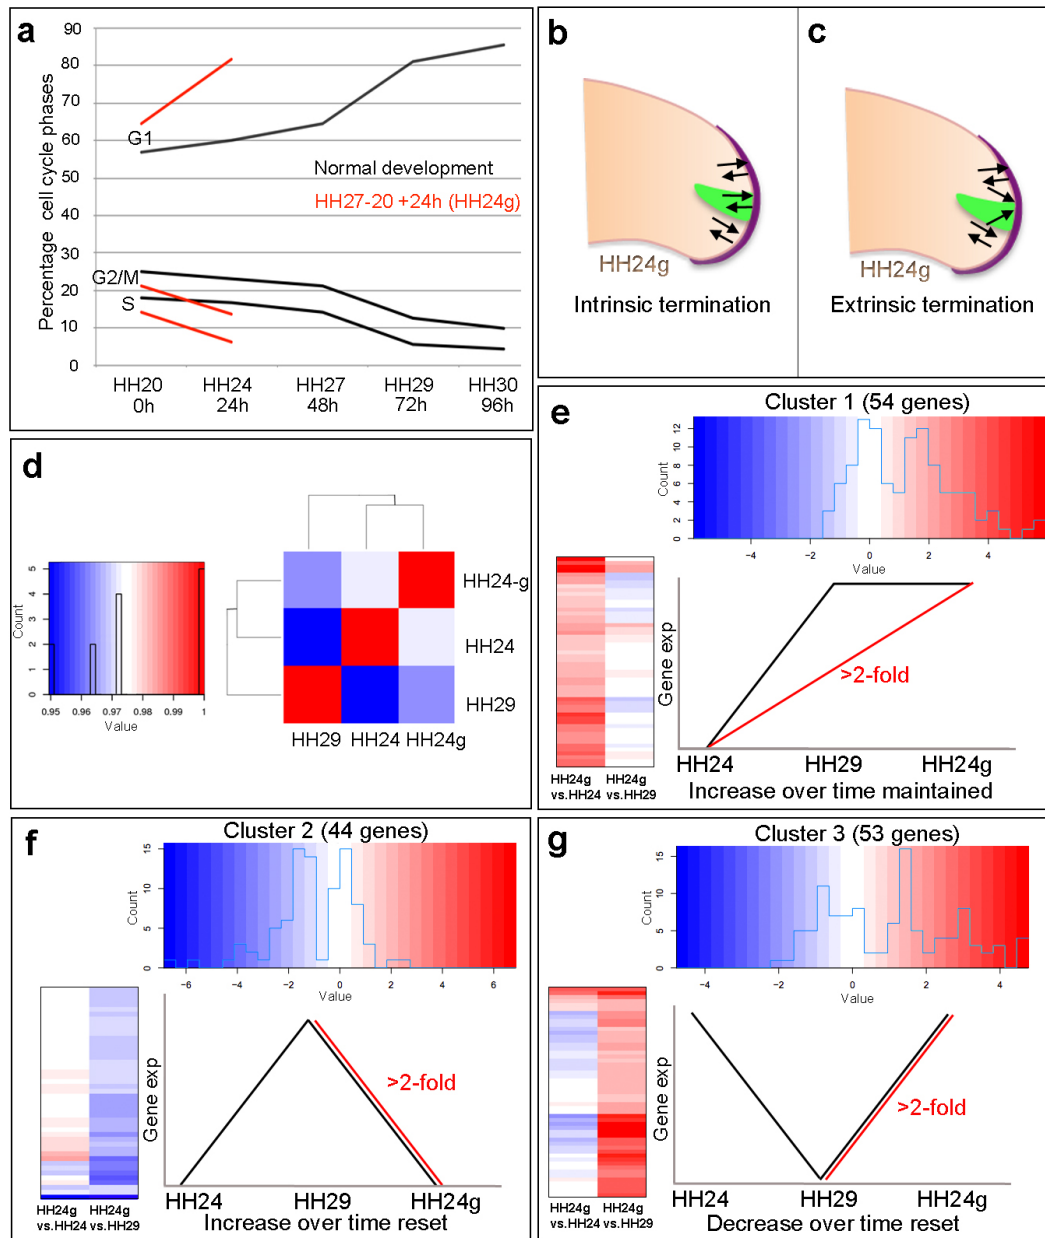 a
90
80
70
60
50
40
30
20
10
0
Percentage cell cycle phases
G1
G2/M
S
Normal development
HH27-20 +24h (HH24g)
HH20 HH24 HH27 HH29 HH30
0h 24h 48h 72h 96h
b
HH24g
Intrinsic termination
c
HH24g
Extrinsic termination
d
Count
0 1 2 3 4 5
0.95 0.96 0.97 0.98 0.99 1
Value
HH24-g
HH24
HH29
HH29 HH24 HH24g
e
Cluster 1 (54 genes)
Count
0 2 4 6 8 10 12
−4 −2 0 2 4
Value
Gene exp
>2-fold
HH24 HH29 HH24g
HH24g HH24g
vs.HH24 vs.HH29
Increase over time maintained
f
Cluster 2 (44 genes)
Count
0 5 10 15
−6 −4 −2 0 2 4 6
Value
Gene exp
>2-fold
HH24 HH29 HH24g
HH24g HH24g
vs.HH24 vs.HH29
Increase over time reset
g
Cluster 3 (53 genes)
Count
0 5 10 15
−4 −2 0 2 4
Value
Gene exp
>2-fold
HH24 HH29 HH24g
HH24g HH24g
vs.HH24 vs.HH29
Decrease over time reset